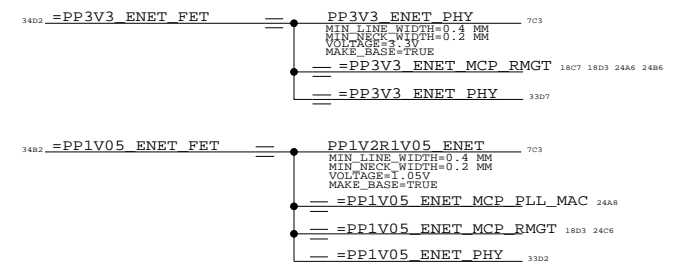 34D2 =PP3V3_ENET_FET PP3V3_ENET_PHY 7C3
MIN_LINE_WIDTH=0.4 MM
MIN_NECK_WIDTH=0.2 MM
VOLTAGE=3.3V
MAKE_BASE=TRUE
=PP3V3_ENET_MCP_RMGT 18C7 18D3 24A6 24B6
=PP3V3_ENET_PHY 33D7
34B2 =PP1V05_ENET_FET PP1V2R1V05_ENET 7C3
MIN_LINE_WIDTH=0.4 MM
MIN_NECK_WIDTH=0.2 MM
VOLTAGE=1.05V
MAKE_BASE=TRUE
=PP1V05_ENET_MCP_PLL_MAC 24A8
=PP1V05_ENET_MCP_RMGT 18D3 24C6
=PP1V05_ENET_PHY 33D2